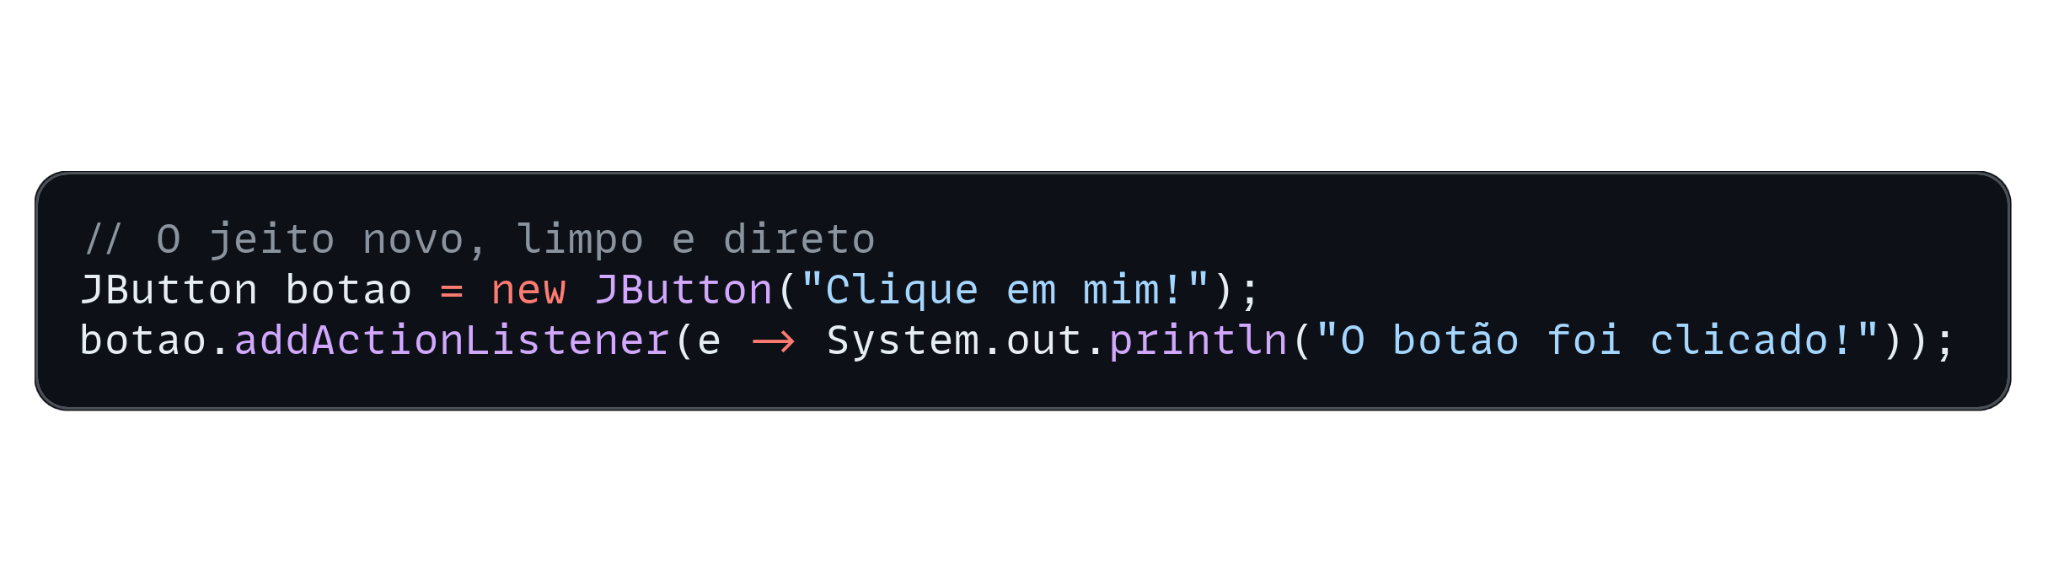 // O jeito novo, limpo e direto
JButton botao = new JButton("Clique em mim!");
botao.addActionListener(e -> System.out.println("O botão foi clicado!"));